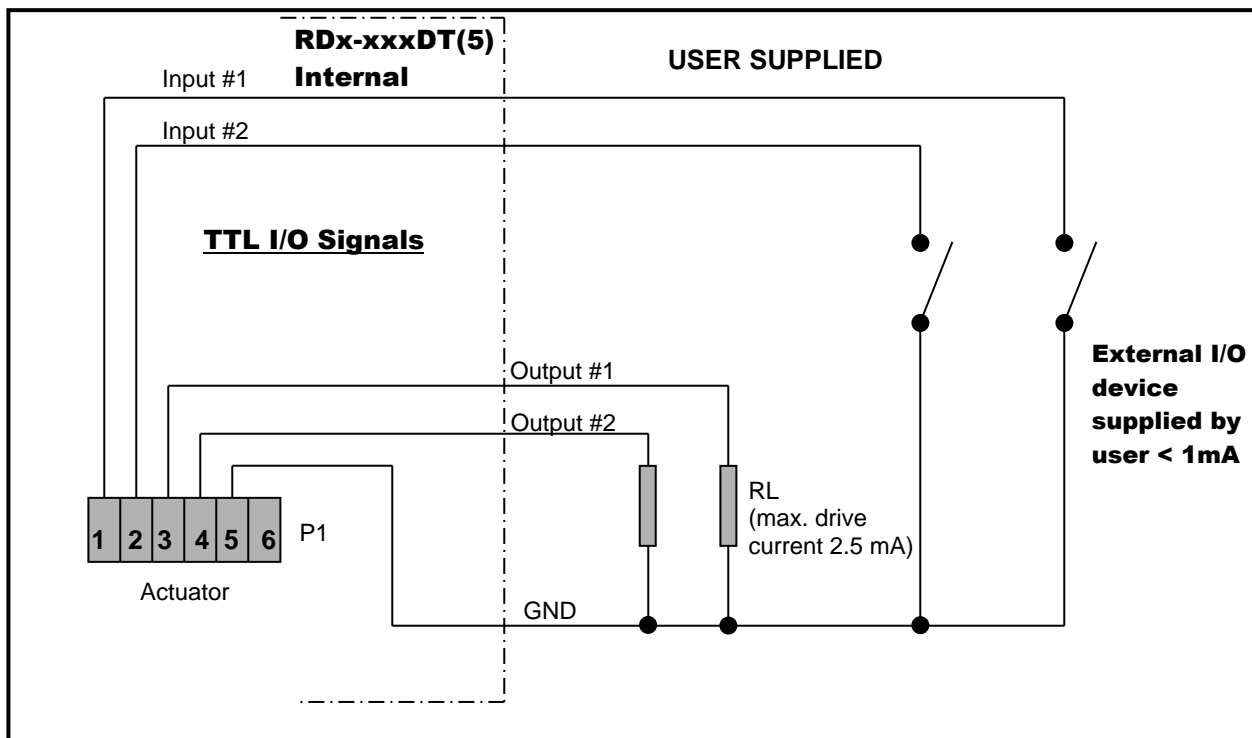 RDx-xxxDT(5)
Internal
USER SUPPLIED
Input #1
Input #2
TTL I/O Signals
Output #1
Output #2
External I/O
device
supplied by
user < 1mA
RL
(max. drive
current 2.5 mA)
1 2 3 4 5 6
P1
Actuator
GND